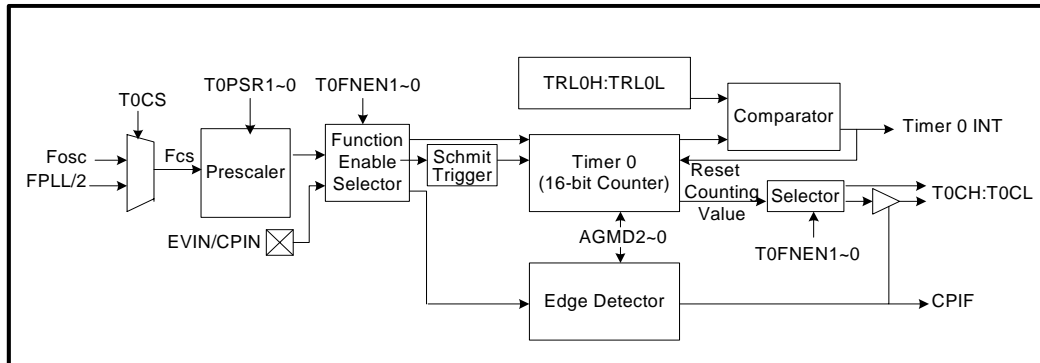 T0CS
T0PSR1~0
T0FNEN1~0
TRL0H:TRL0L
Comparator
Timer 0 INT
Fosc
FPLL/2
Fcs
Prescaler
Function
Enable
Selector
Schmit
Trigger
Timer 0
(16-bit Counter)
Reset
Counting
Value
Selector
T0CH:T0CL
EVIN/CPIN
AGMD2~0
T0FNEN1~0
Edge Detector
CPIF